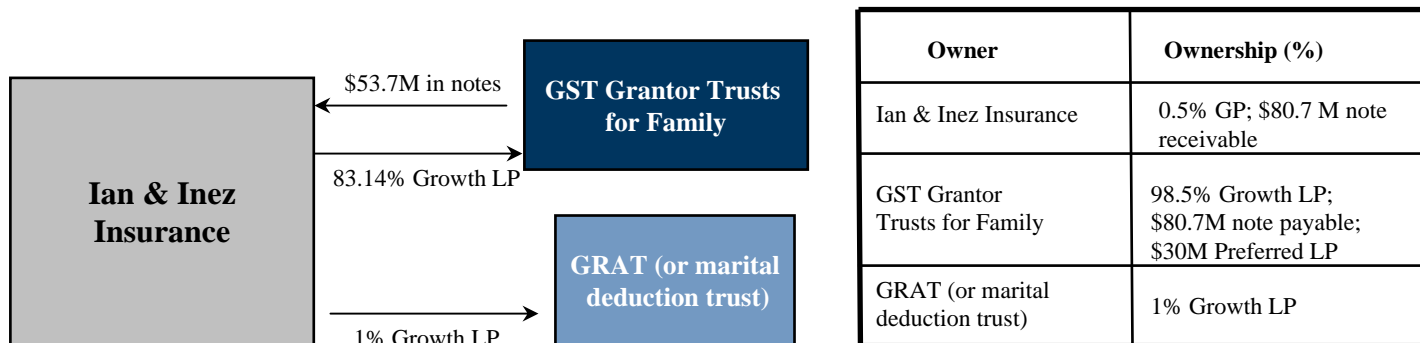 $53.7M in notes
GST Grantor Trusts
for Family
83.14% Growth LP
Ian & Inez
Insurance
GRAT (or marital
deduction trust)
1% Growth LP
Owner
Ownership (%)
Ian & Inez Insurance
0.5% GP; $80.7 M note
receivable
GST Grantor
Trusts for Family
98.5% Growth LP;
$80.7M note payable;
$30M Preferred LP
GRAT (or marital
deduction trust)
1% Growth LP